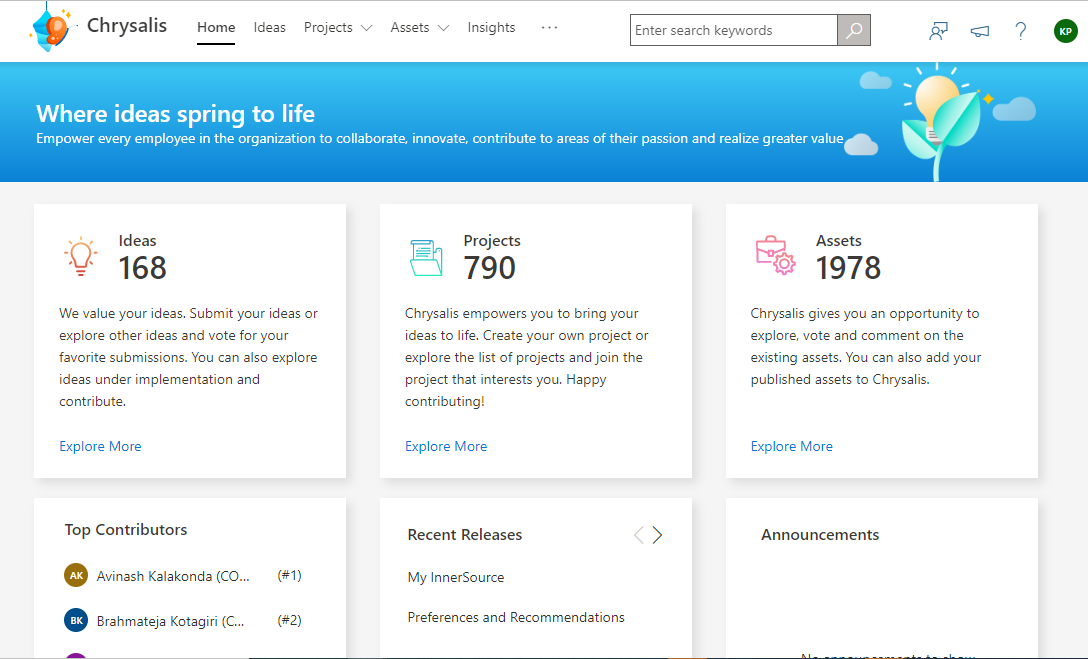 Chrysalis
Home Ideas Projects Assets Insights ...
Enter search keywords
?
KP
Where ideas spring to life
Empower every employee in the organization to collaborate, innovate, contribute to areas of their passion and realize greater value
Ideas
168
We value your ideas. Submit your ideas or
explore other ideas and vote for your
favorite submissions. You can also explore
ideas under implementation and
contribute.
Explore More
Projects
790
Chrysalis empowers you to bring your
ideas to life. Create your own project or
explore the list of projects and join the
project that interests you. Happy
contributing!
Explore More
Assets
1978
Chrysalis gives you an opportunity to
explore, vote and comment on the
existing assets. You can also add your
published assets to Chrysalis.
Explore More
Top Contributors
AK Avinash Kalakonda (CO... (#1)
BK Brahmateja Kotagiri (C... (#2)
Recent Releases
My InnerSource
Preferences and Recommendations
Announcements
No announcements to show